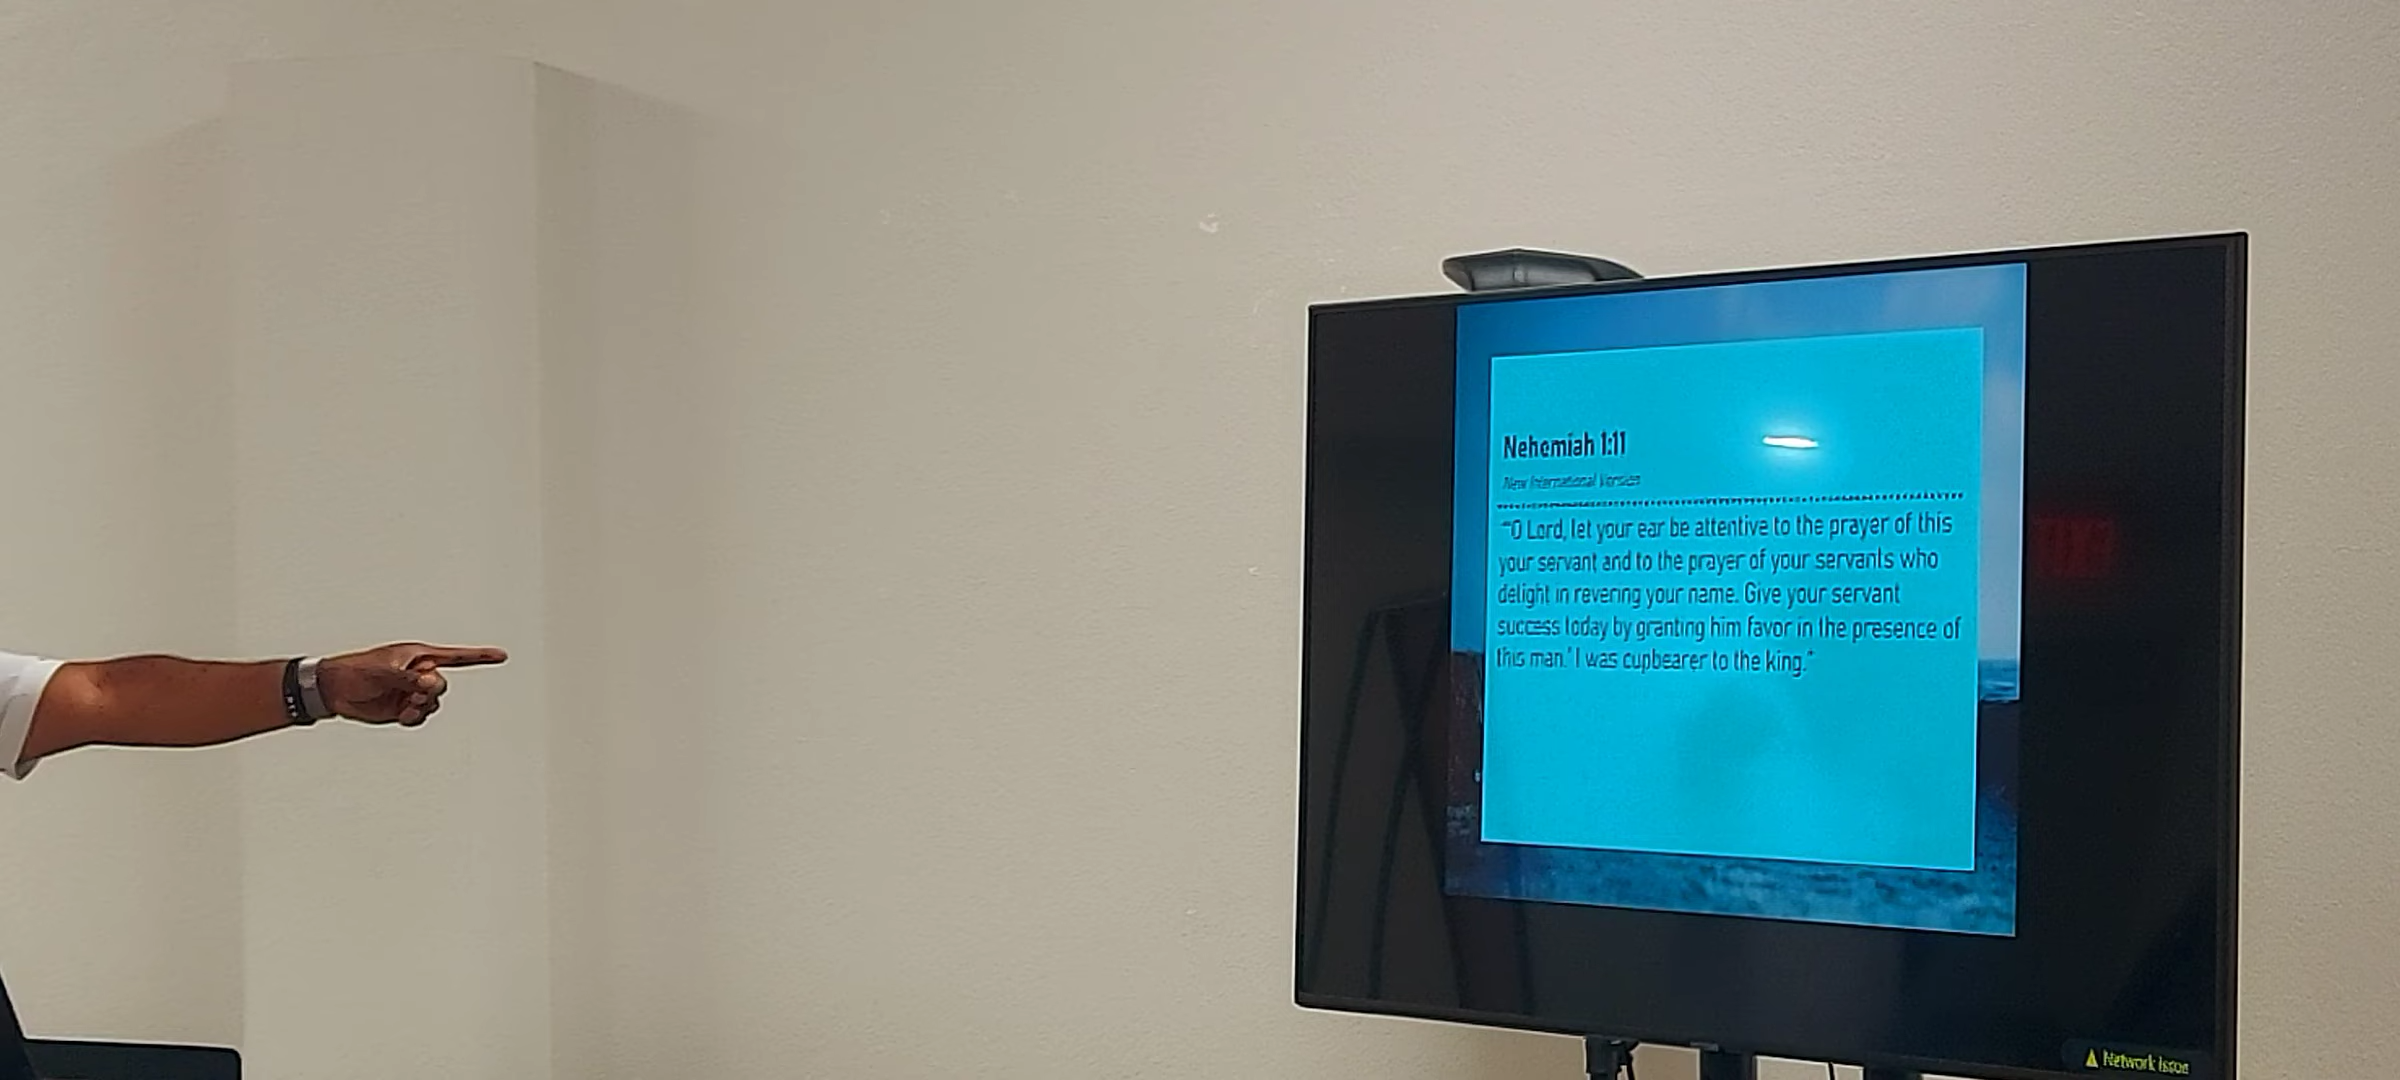 Nehemiah 1:11
New International Version
"'O Lord, let your ear be attentive to the prayer of this
your servant and to the prayer of your servants who
delight in revering your name. Give your servant
success today by granting him favor in the presence of
this man.' I was cupbearer to the king."
Network Issue